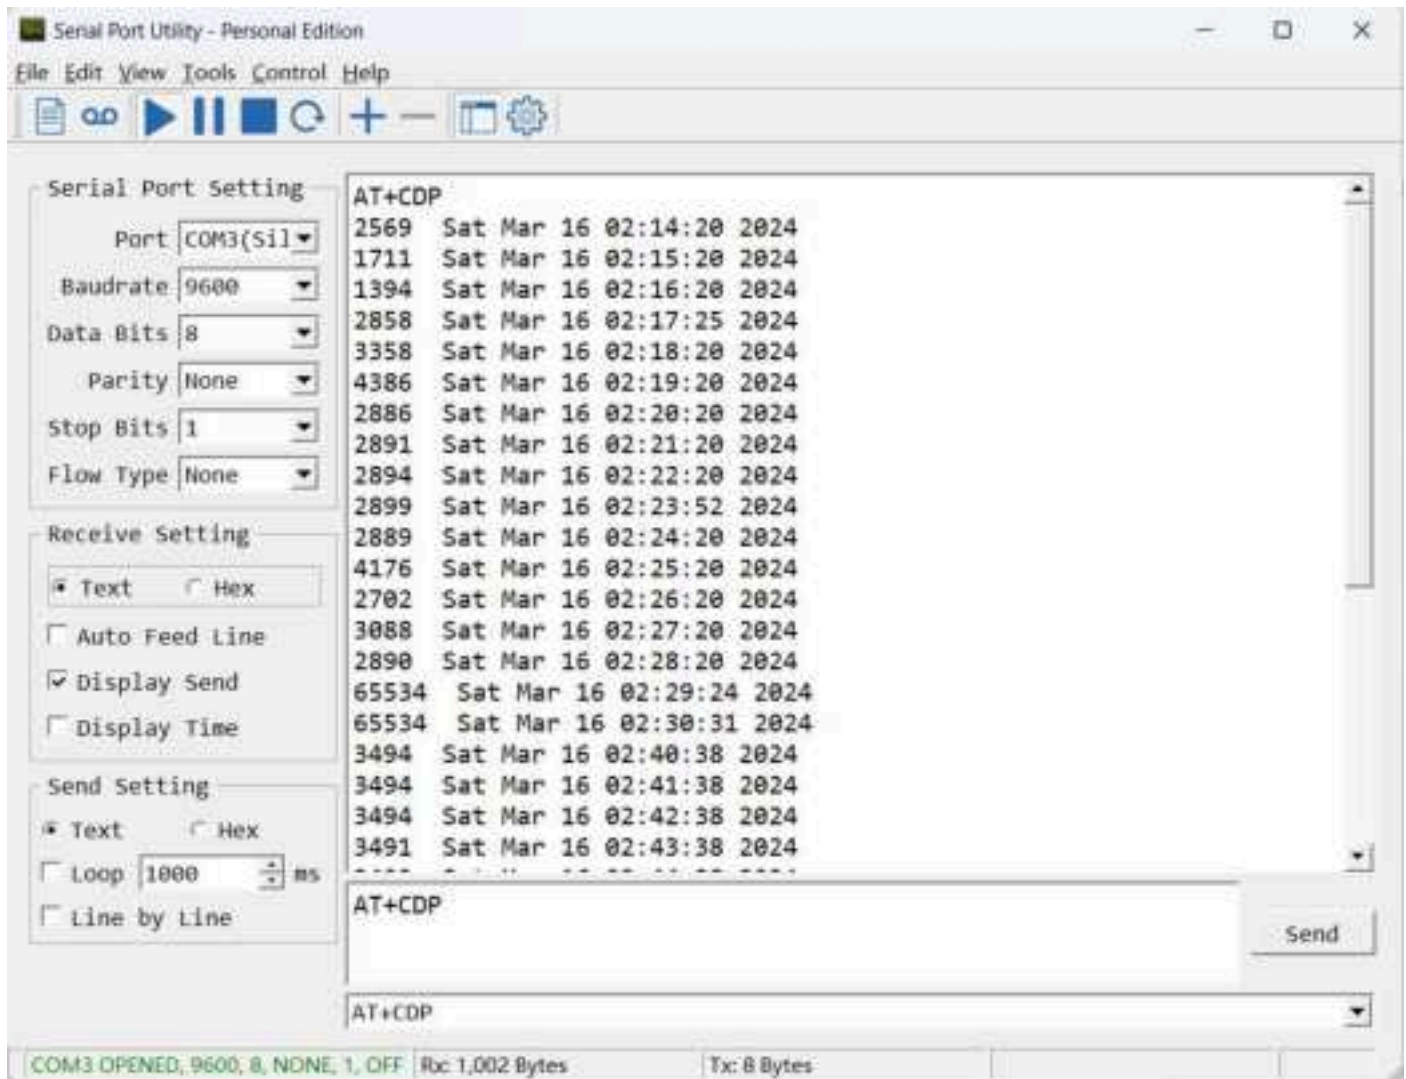 Serial Port Utility - Personal Edition
File Edit View Tools Control Help
Serial Port Setting
Port COM3(Sil
Baudrate 9600
Data Bits 8
Parity None
Stop Bits 1
Flow Type None
Receive Setting
Text Hex
Auto Feed Line
Display Send
Display Time
Send Setting
Text Hex
Loop 1000 ms
Line by Line
AT+CDP
2569 Sat Mar 16 02:14:20 2024
1711 Sat Mar 16 02:15:20 2024
1394 Sat Mar 16 02:16:20 2024
2858 Sat Mar 16 02:17:25 2024
3358 Sat Mar 16 02:18:20 2024
4386 Sat Mar 16 02:19:20 2024
2886 Sat Mar 16 02:20:20 2024
2891 Sat Mar 16 02:21:20 2024
2894 Sat Mar 16 02:22:20 2024
2899 Sat Mar 16 02:23:52 2024
2889 Sat Mar 16 02:24:20 2024
4176 Sat Mar 16 02:25:20 2024
2702 Sat Mar 16 02:26:20 2024
3088 Sat Mar 16 02:27:20 2024
2890 Sat Mar 16 02:28:20 2024
65534 Sat Mar 16 02:29:24 2024
65534 Sat Mar 16 02:30:31 2024
3494 Sat Mar 16 02:40:38 2024
3494 Sat Mar 16 02:41:38 2024
3494 Sat Mar 16 02:42:38 2024
3491 Sat Mar 16 02:43:38 2024
AT+CDP
Send
AT+CDP
COM3 OPENED, 9600, 8, NONE, 1, OFF Rx: 1,002 Bytes Tx: 8 Bytes